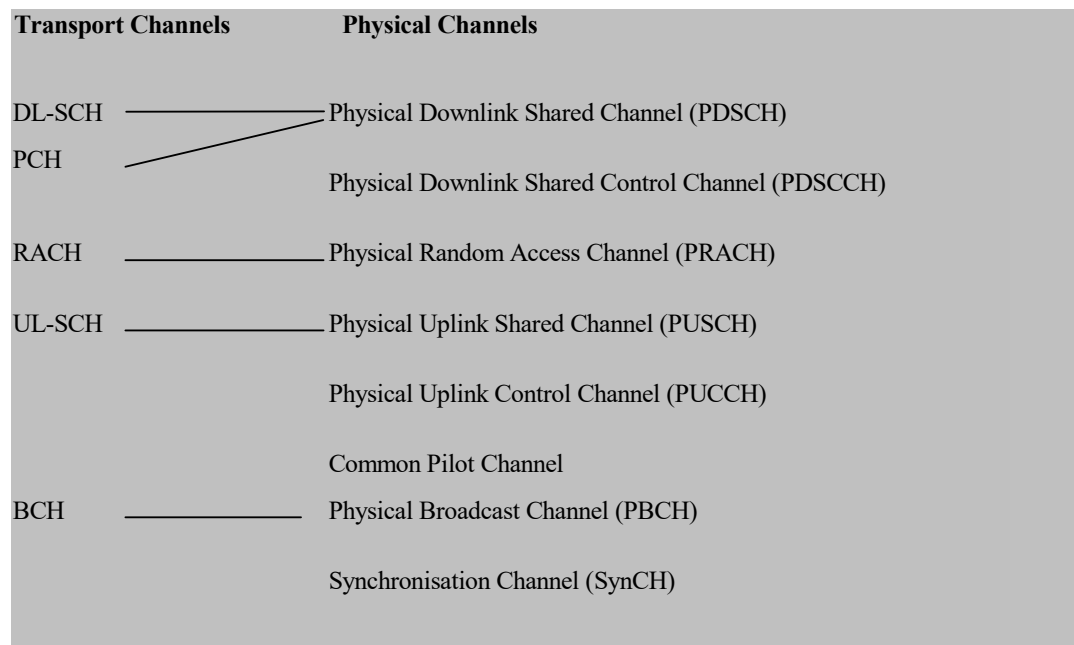 Transport Channels Physical Channels
DL-SCH Physical Downlink Shared Channel (PDSCH)
PCH
Physical Downlink Shared Control Channel (PDSCCH)
RACH Physical Random Access Channel (PRACH)
UL-SCH Physical Uplink Shared Channel (PUSCH)
Physical Uplink Control Channel (PUCCH)
Common Pilot Channel
BCH Physical Broadcast Channel (PBCH)
Synchronisation Channel (SynCH)